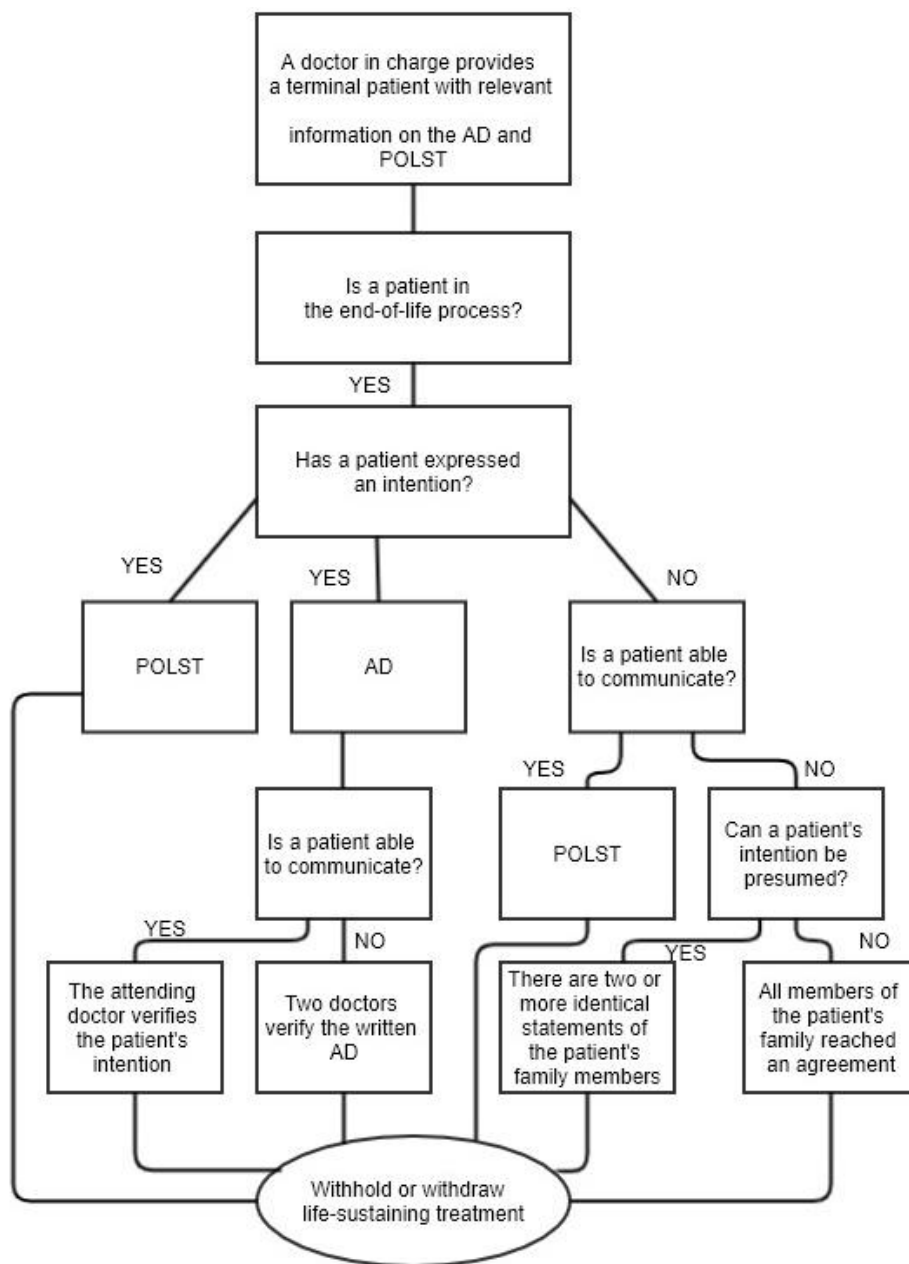 A doctor in charge provides
a terminal patient with relevant
information on the AD and
POLST
Is a patient in
the end-of-life process?
YES
Has a patient expressed
an intention?
YES
YES
NO
POLST
AD
Is a patient able
to communicate?
YES
NO
Is a patient able
to communicate?
POLST
Can a patient's
intention be
presumed?
YES
NO
YES
NO
The attending
doctor verifies
the patient's
intention
Two doctors
verify the written
AD
There are two or
more identical
statements of
the patient's
family members
All members of
the patient's
family reached
an agreement
Withhold or withdraw
life-sustaining treatment